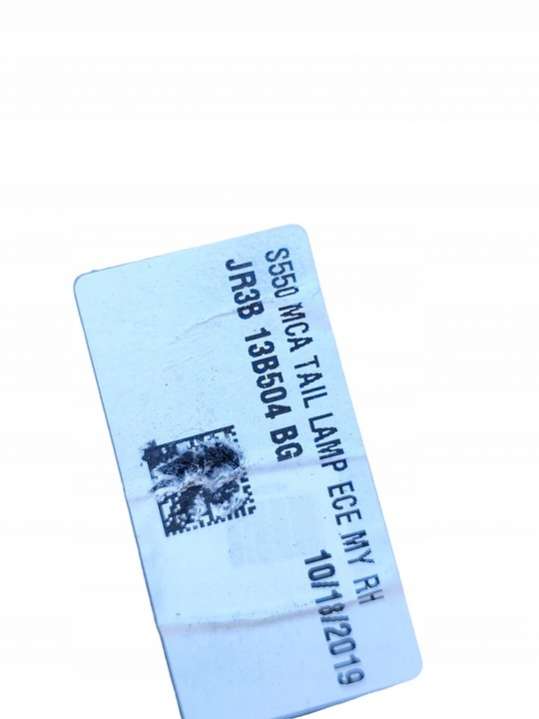 S550 MCA TAIL LAMP ECE MY RH
JR3B 13B504 BG
10/18/2019